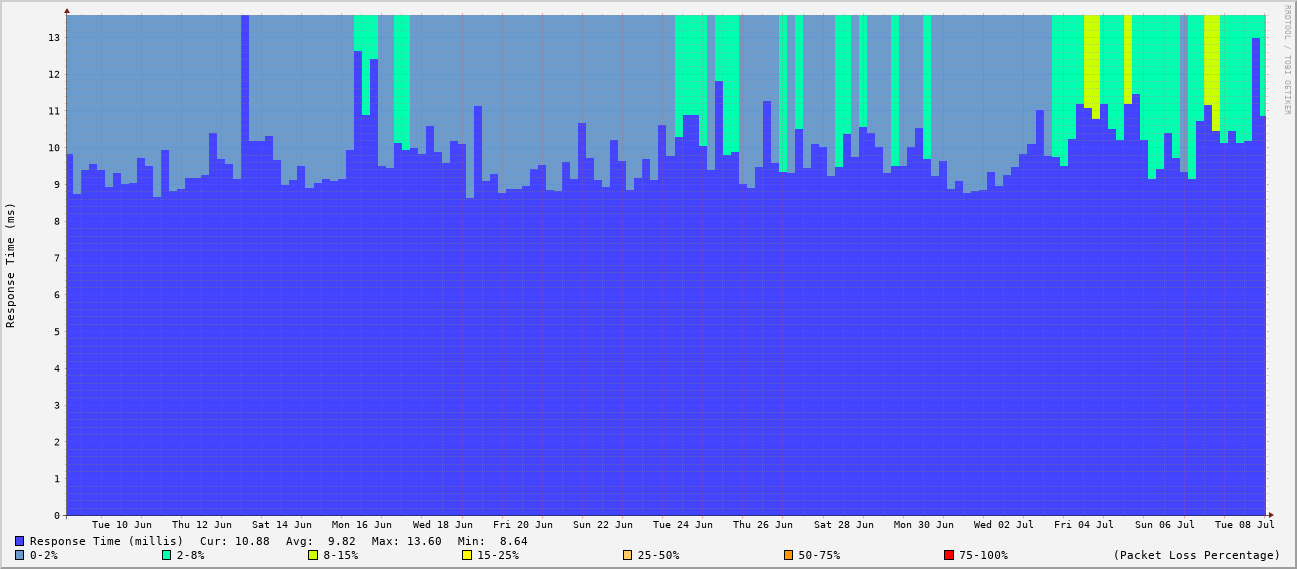 RRDTOOL / TOBI OETIKER
Response Time (ms)
13
12
11
10
9
8
7
6
5
4
3
2
1
0
Tue 10 Jun Thu 12 Jun Sat 14 Jun Mon 16 Jun Wed 18 Jun Fri 20 Jun Sun 22 Jun Tue 24 Jun Thu 26 Jun Sat 28 Jun Mon 30 Jun Wed 02 Jul Fri 04 Jul Sun 06 Jul Tue 08 Jul
Response Time (millis) Cur: 10.88 Avg: 9.82 Max: 13.60 Min: 8.64
0-2% 2-8% 8-15% 15-25% 25-50% 50-75% 75-100% (Packet Loss Percentage)